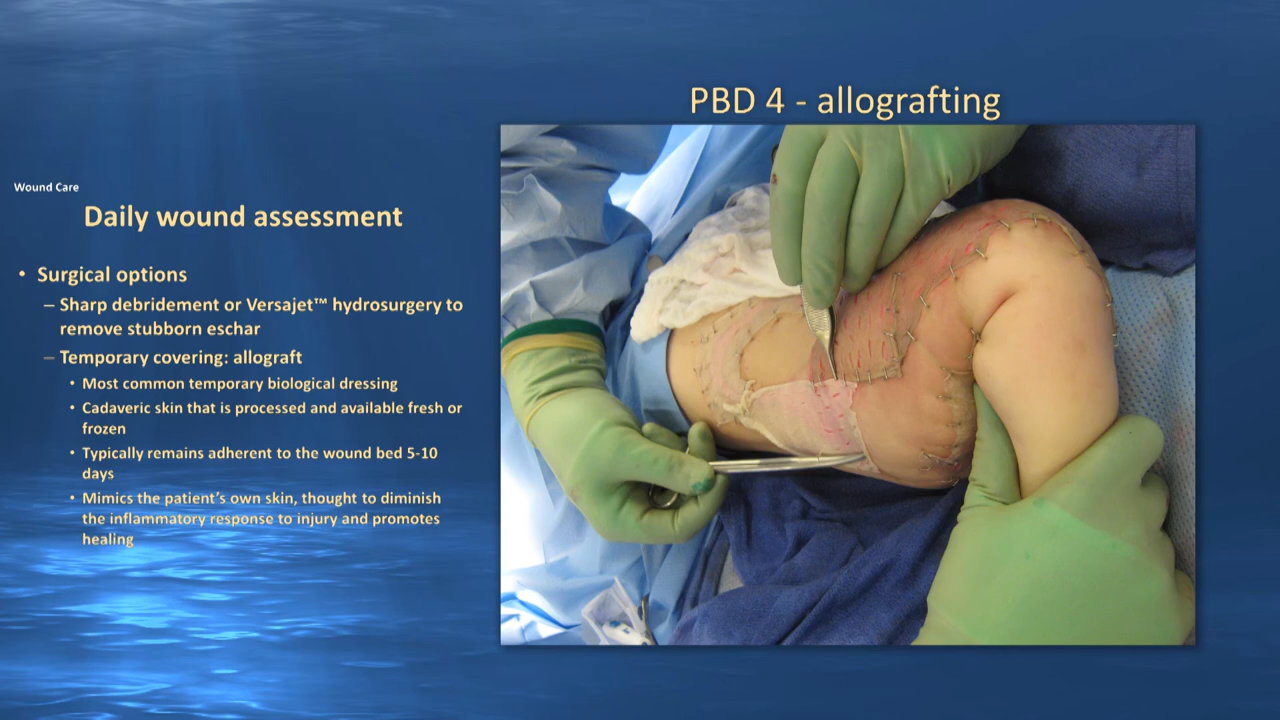 PBD 4 - allografting
Wound Care
Daily wound assessment
• Surgical options
– Sharp debridement or Versajet™ hydrosurgery to
remove stubborn eschar
– Temporary covering: allograft
• Most common temporary biological dressing
• Cadaveric skin that is processed and available fresh or
frozen
• Typically remains adherent to the wound bed 5-10
days
• Mimics the patient's own skin, thought to diminish
the inflammatory response to injury and promotes
healing